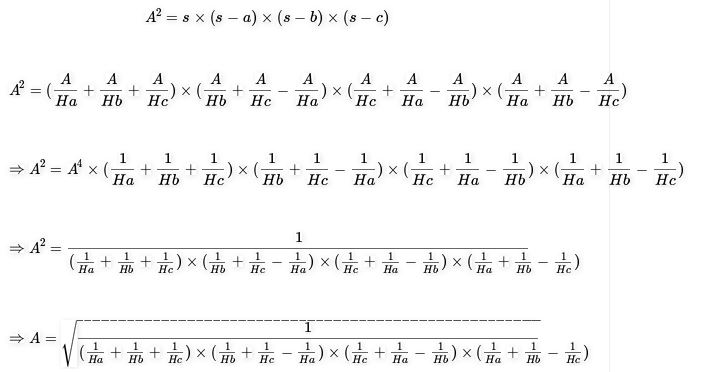 A² = s × (s − a) × (s − b) × (s − c)
A² = (A/Ha + A/Hb + A/Hc) × (A/Hb + A/Hc − A/Ha) × (A/Hc + A/Ha − A/Hb) × (A/Ha + A/Hb − A/Hc)
⇒ A² = A⁴ × (1/Ha + 1/Hb + 1/Hc) × (1/Hb + 1/Hc − 1/Ha) × (1/Hc + 1/Ha − 1/Hb) × (1/Ha + 1/Hb − 1/Hc)
⇒ A² = 1/((1/Ha + 1/Hb + 1/Hc) × (1/Hb + 1/Hc − 1/Ha) × (1/Hc + 1/Ha − 1/Hb) × (1/Ha + 1/Hb − 1/Hc))
⇒ A = √(1/((1/Ha + 1/Hb + 1/Hc) × (1/Hb + 1/Hc − 1/Ha) × (1/Hc + 1/Ha − 1/Hb) × (1/Ha + 1/Hb − 1/Hc)))